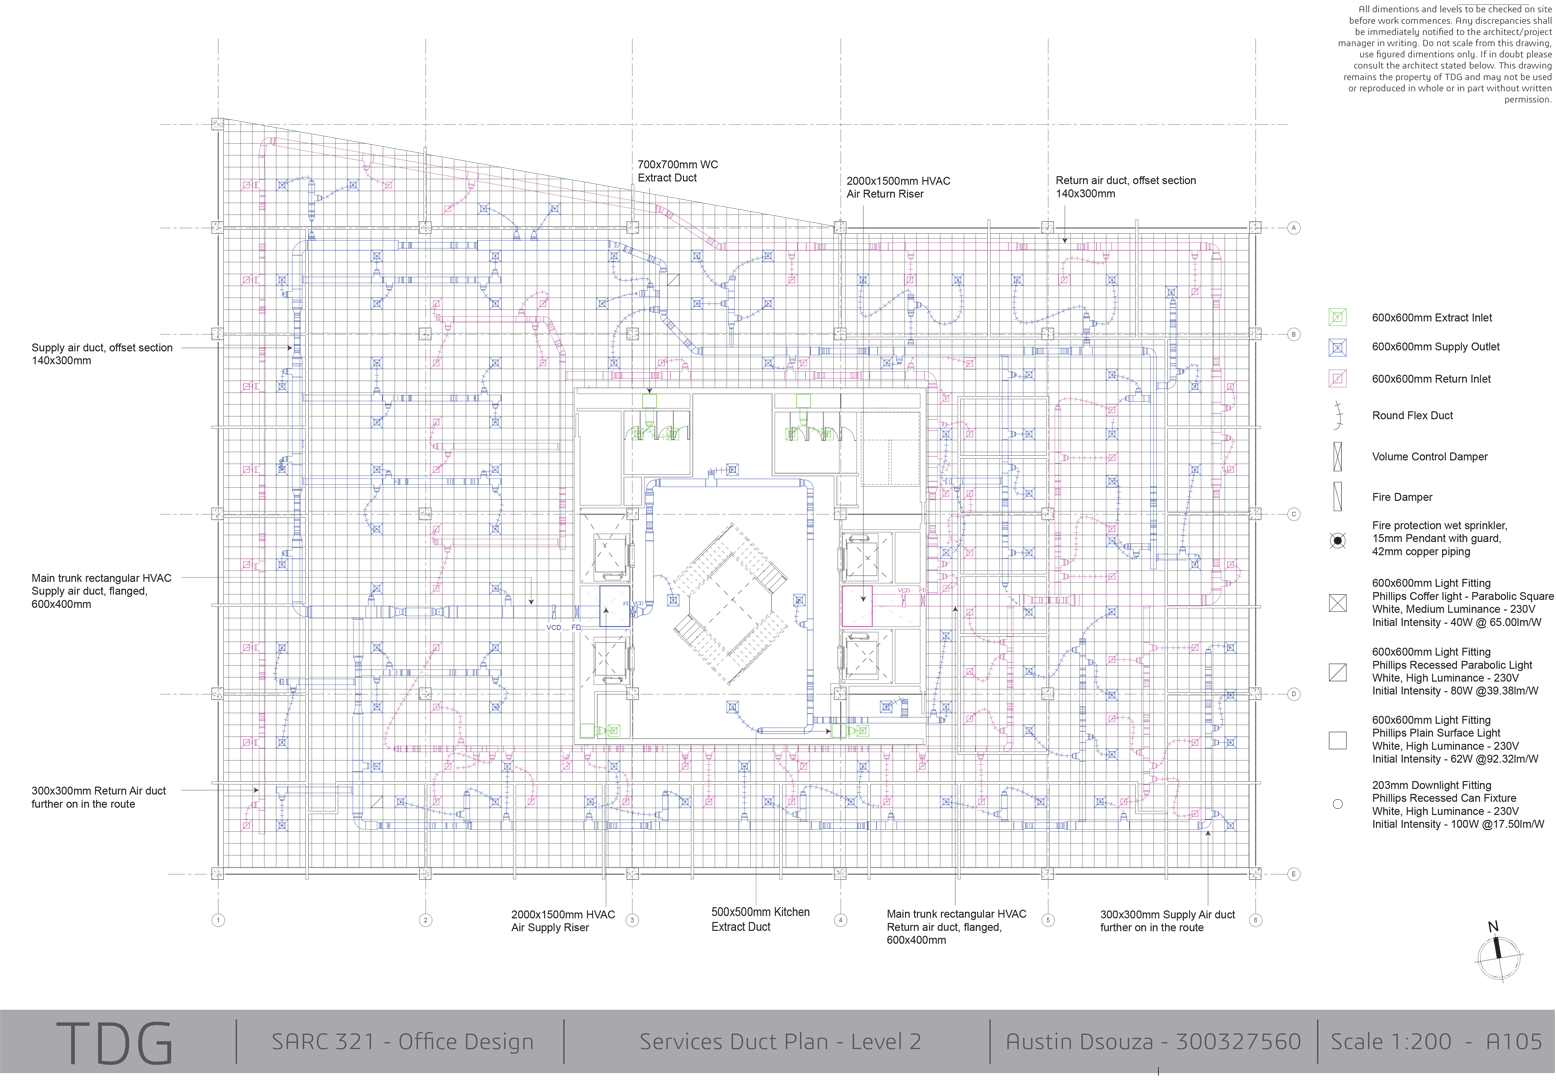 All dimentions and levels to be checked on site
before work commences. Any discrepancies shall
be immediately notified to the architect/project
manager in writing. Do not scale from this drawing,
use figured dimentions only. If in doubt please
consult the architect stated below. This drawing
remains the property of TDG and may not be used
or reproduced in whole or in part without written
permission.
700x700mm WC
Extract Duct
2000x1500mm HVAC
Air Return Riser
Return air duct, offset section
140x300mm
A
B
C
D
E
Supply air duct, offset section
140x300mm
Main trunk rectangular HVAC
Supply air duct, flanged,
600x400mm
300x300mm Return Air duct
further on in the route
VCD
FD
FD
VCD
FD
600x600mm Extract Inlet
600x600mm Supply Outlet
600x600mm Return Inlet
Round Flex Duct
Volume Control Damper
Fire Damper
Fire protection wet sprinkler,
15mm Pendant with guard,
42mm copper piping
600x600mm Light Fitting
Phillips Coffer light - Parabolic Square
White, Medium Luminance - 230V
Initial Intensity - 40W @ 65.00lm/W
600x600mm Light Fitting
Phillips Recessed Parabolic Light
White, High Luminance - 230V
Initial Intensity - 80W @39.38lm/W
600x600mm Light Fitting
Phillips Plain Surface Light
White, High Luminance - 230V
Initial Intensity - 62W @92.32lm/W
203mm Downlight Fitting
Phillips Recessed Can Fixture
White, High Luminance - 230V
Initial Intensity - 100W @17.50lm/W
1
2
3
4
5
6
2000x1500mm HVAC
Air Supply Riser
500x500mm Kitchen
Extract Duct
Main trunk rectangular HVAC
Return air duct, flanged,
600x400mm
300x300mm Supply Air duct
further on in the route
N
TDG
SARC 321 - Office Design
Services Duct Plan - Level 2
Austin Dsouza - 300327560
Scale 1:200 - A105